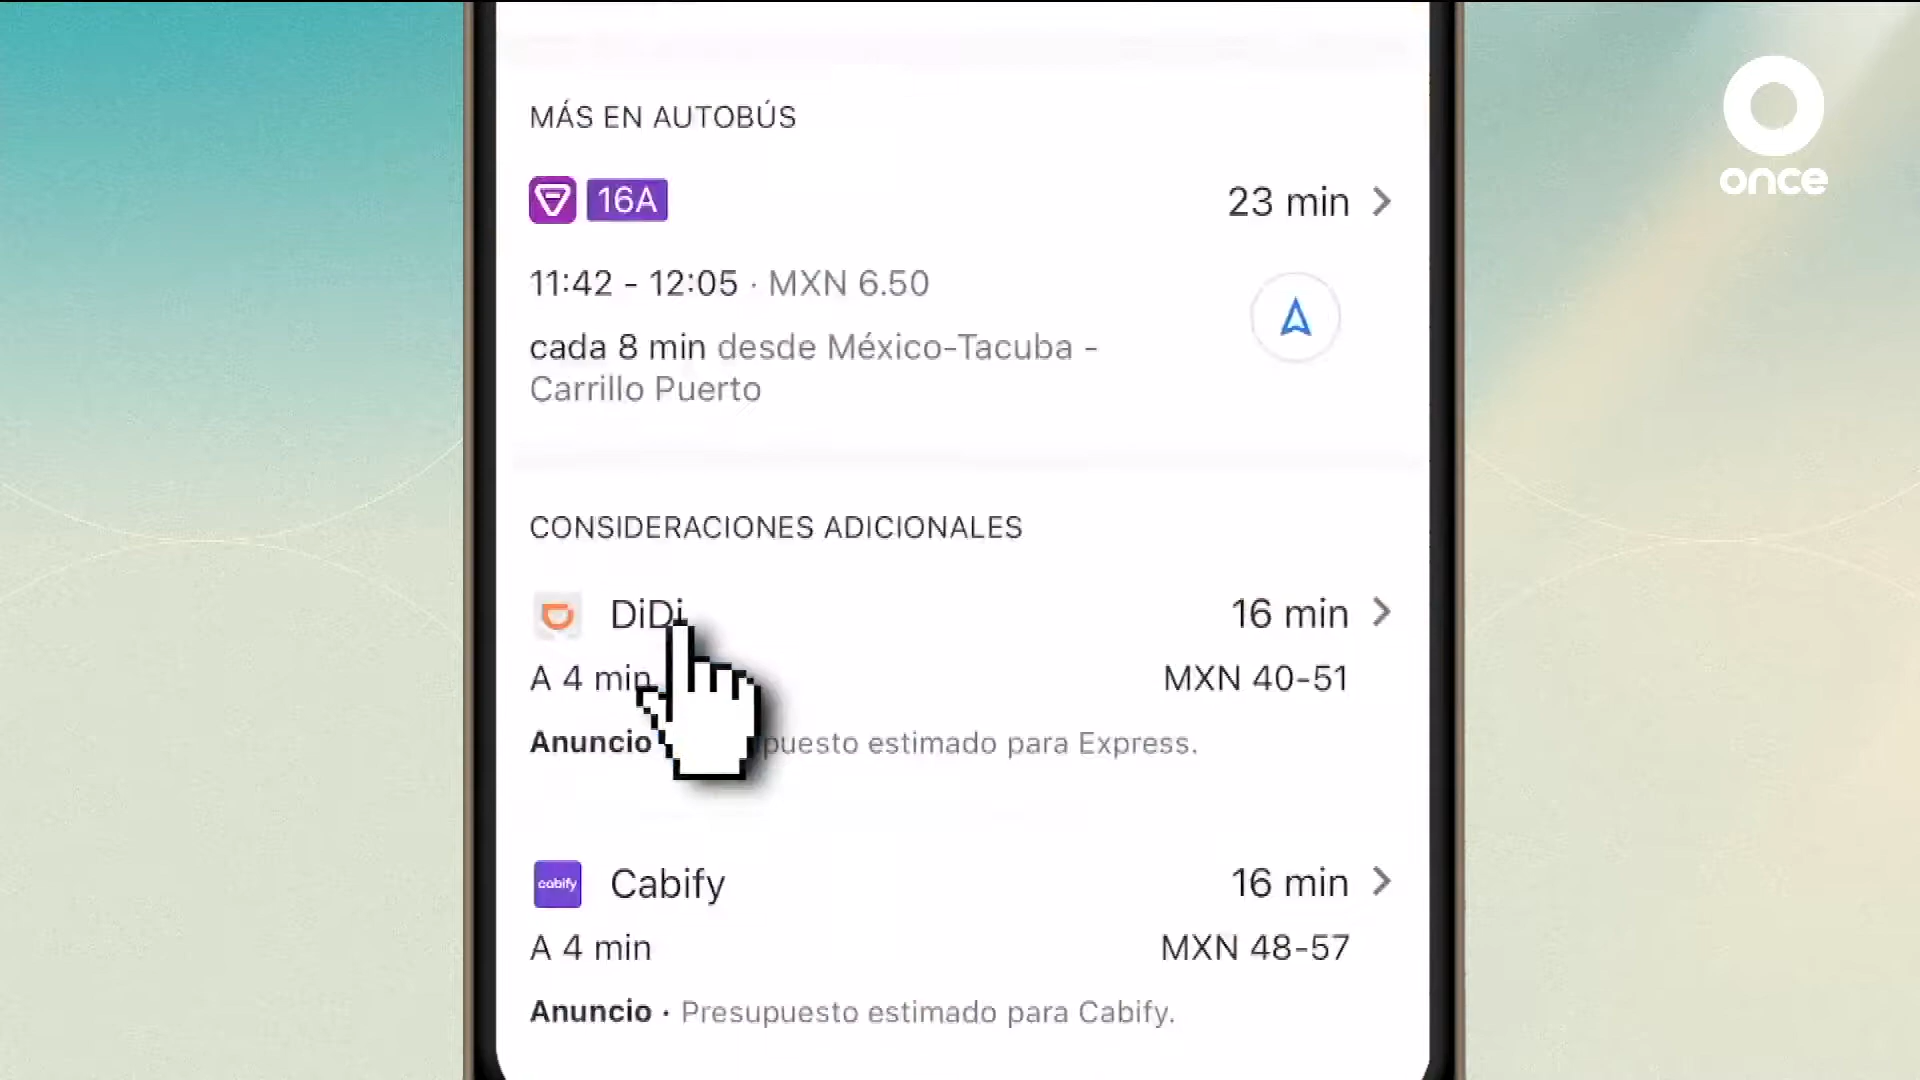 once
MÁS EN AUTOBÚS
16A
23 min
11:42 - 12:05 · MXN 6.50
cada 8 min desde México-Tacuba -
Carrillo Puerto
CONSIDERACIONES ADICIONALES
DiDi
16 min
A 4 min
MXN 40-51
Anuncio puesto estimado para Express.
cabify
Cabify
16 min
A 4 min
MXN 48-57
Anuncio · Presupuesto estimado para Cabify.